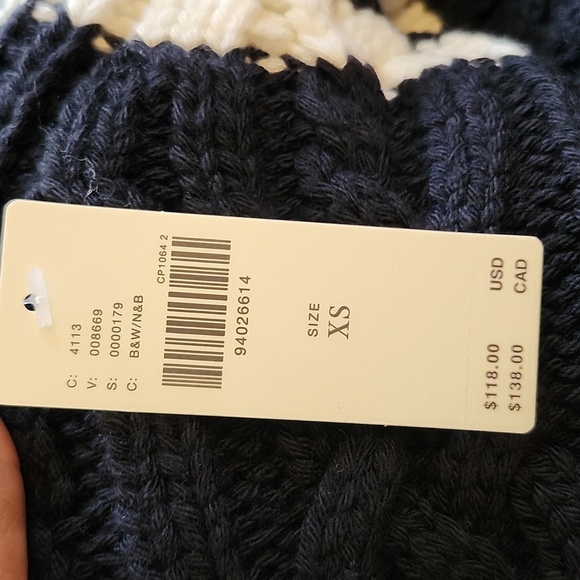 C: 4113
V: 008669
S: 0000179
C: B&W/N&B
CP1064 2
94026614
SIZE
XS
$118.00 USD
$138.00 CAD